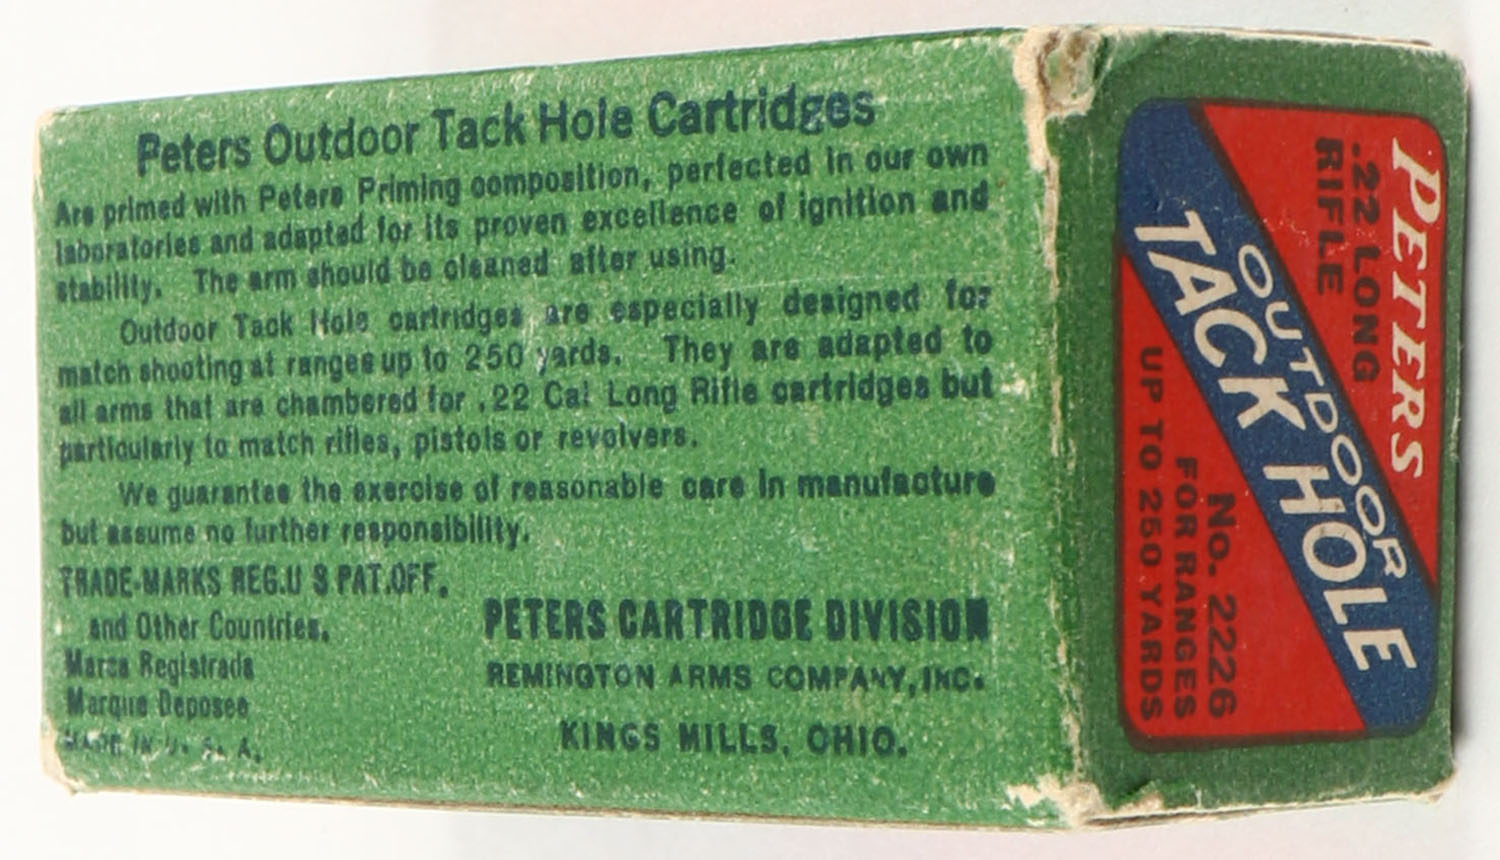 Peters Outdoor Tack Hole Cartridges
Are primed with Peters Priming composition, perfected in our own
laboratories and adapted for its proven excellence of ignition and
stability. The arm should be cleaned after using.
Outdoor Tack Hole cartridges are especially designed for
match shooting at ranges up to 250 yards. They are adapted to
all arms that are chambered for .22 Cal Long Rifle cartridges but
particularly to match rifles, pistols or revolvers.
We guarantee the exercise of reasonable care in manufacture
but assume no further responsibility.
TRADE-MARKS REG.U S PAT.OFF.
and Other Countries.
Marca Registrada
Marque Deposee
MADE IN U. S. A.
PETERS CARTRIDGE DIVISION
REMINGTON ARMS COMPANY, INC.
KINGS MILLS, OHIO.
PETERS
.22 LONG
RIFLE
OUTDOOR
TACK HOLE
NO. 2226
FOR RANGES
UP TO 250 YARDS